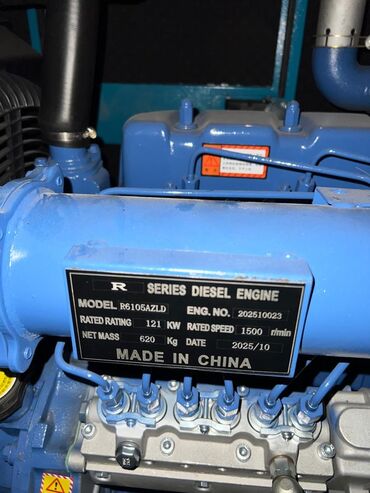 R SERIES DIESEL ENGINE
MODEL R6105AZLD ENG. NO. 202510023
RATED RATING 121 KW RATED SPEED 1500 r/min
NET MASS 620 Kg DATE 2025/10
MADE IN CHINA